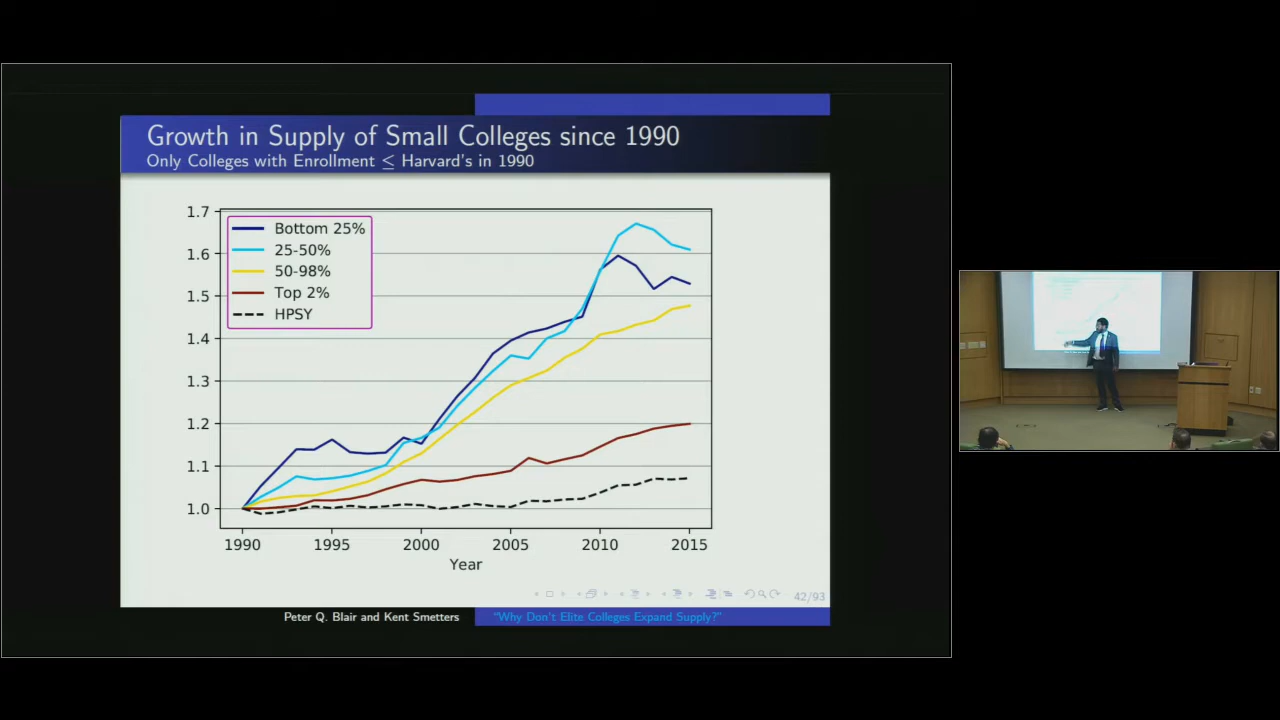 Growth in Supply of Small Colleges since 1990
Only Colleges with Enrollment ≤ Harvard's in 1990
1.7
1.6
1.5
1.4
1.3
1.2
1.1
1.0
Bottom 25%
25-50%
50-98%
Top 2%
HPSY
1990 1995 2000 2005 2010 2015
Year
42/93
Peter Q. Blair and Kent Smetters
"Why Don't Elite Colleges Expand Supply?"